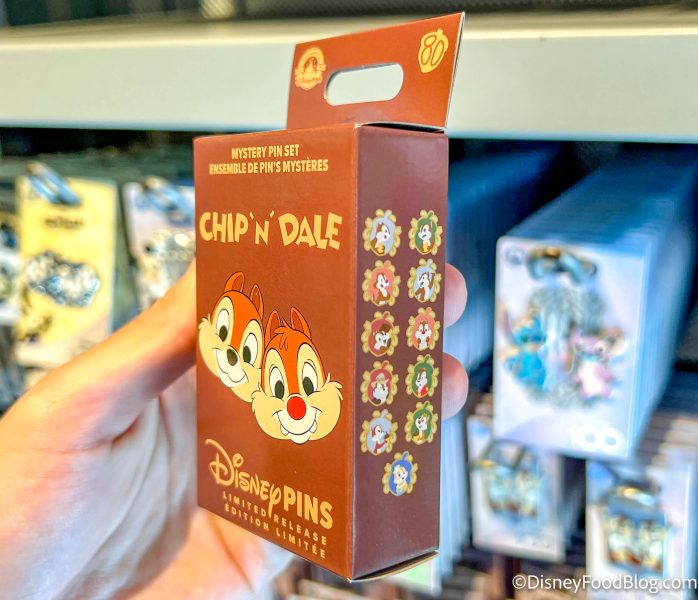 80
MYSTERY PIN SET
ENSEMBLE DE PIN'S MYSTÈRES
CHIP 'N' DALE
Disney PINS
LIMITED RELEASE
ÉDITION LIMITÉE
100
©DisneyFoodBlog.com